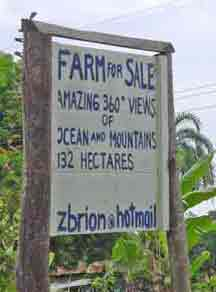 FARM FOR SALE
AMAZING 360° VIEWS
OF
OCEAN AND MOUNTAINS
132 HECTARES
zbrion@hotmail